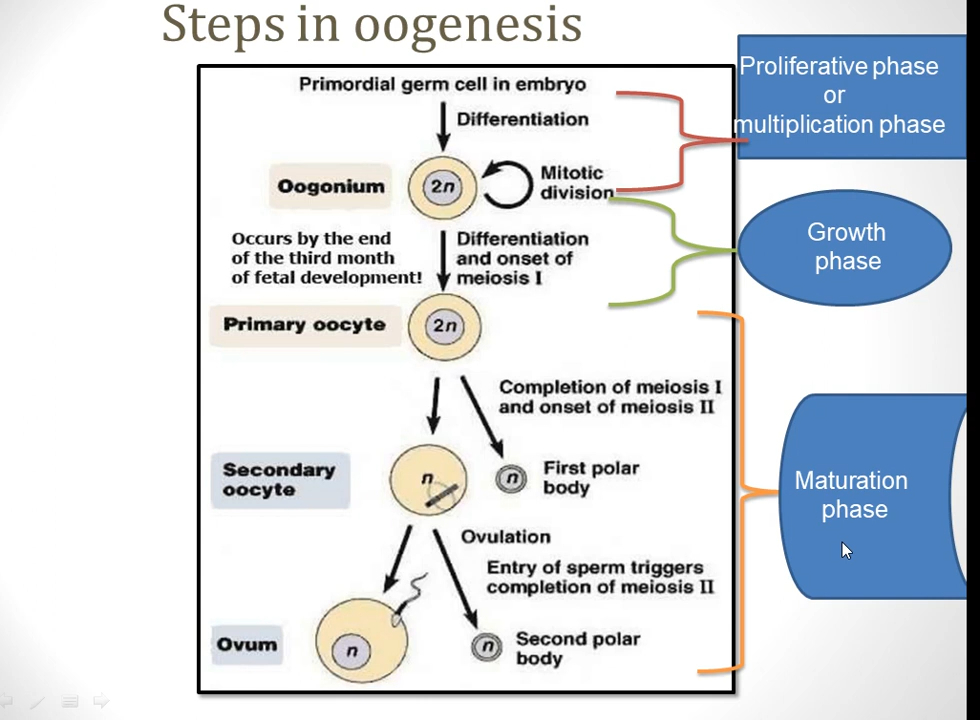 Steps in oogenesis
Primordial germ cell in embryo
Differentiation
Oogonium
2n
Mitotic
division
Occurs by the end
of the third month
of fetal development!
Differentiation
and onset of
meiosis I
Primary oocyte
2n
Completion of meiosis I
and onset of meiosis II
Secondary
oocyte
n
n
First polar
body
Ovulation
Entry of sperm triggers
completion of meiosis II
Ovum
n
n
Second polar
body
Proliferative phase
or
multiplication phase
Growth
phase
Maturation
phase